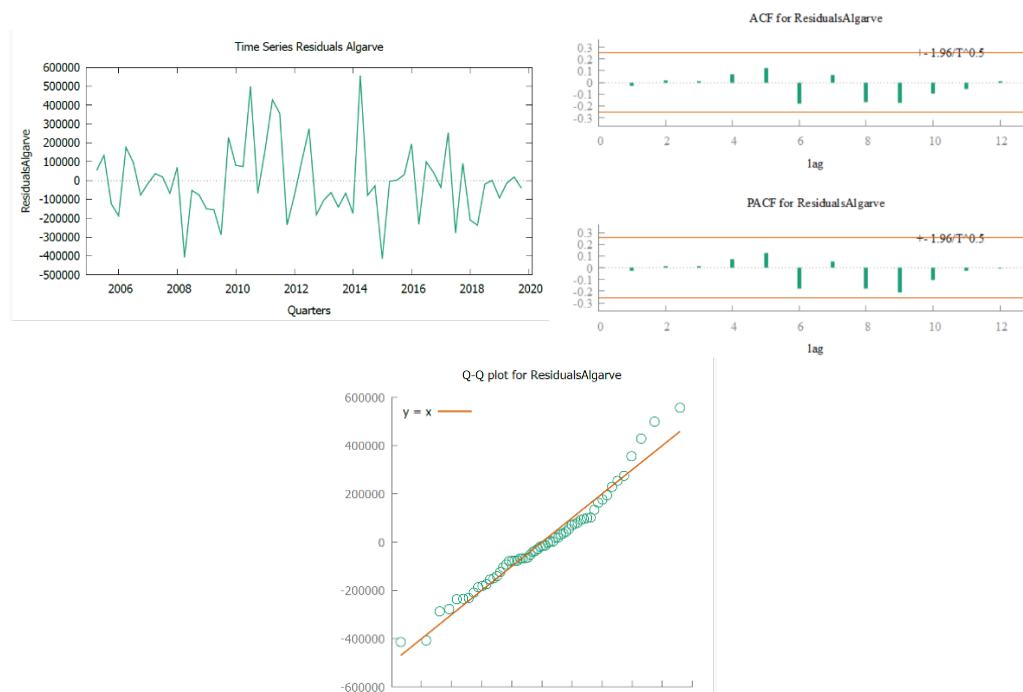 Time Series Residuals Algarve
600000
500000
400000
300000
200000
100000
0
-100000
-200000
-300000
-400000
-500000
ResidualsAlgarve
2006 2008 2010 2012 2014 2016 2018 2020
Quarters
ACF for ResidualsAlgarve
+- 1.96/T^0.5
0.3
0.2
0.1
0
-0.1
-0.2
-0.3
0 2 4 6 8 10 12
lag
PACF for ResidualsAlgarve
+- 1.96/T^0.5
0.3
0.2
0.1
0
-0.1
-0.2
-0.3
0 2 4 6 8 10 12
lag
Q-Q plot for ResidualsAlgarve
y = x
600000
400000
200000
0
-200000
-400000
-600000